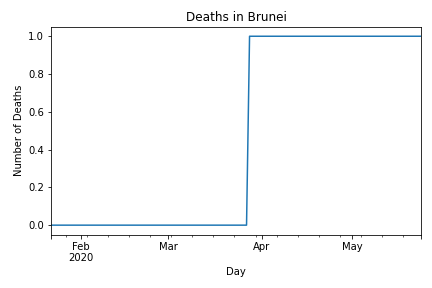 Deaths in Brunei
Number of Deaths
1.0
0.8
0.6
0.4
0.2
0.0
Feb
2020
Mar
Apr
May
Day